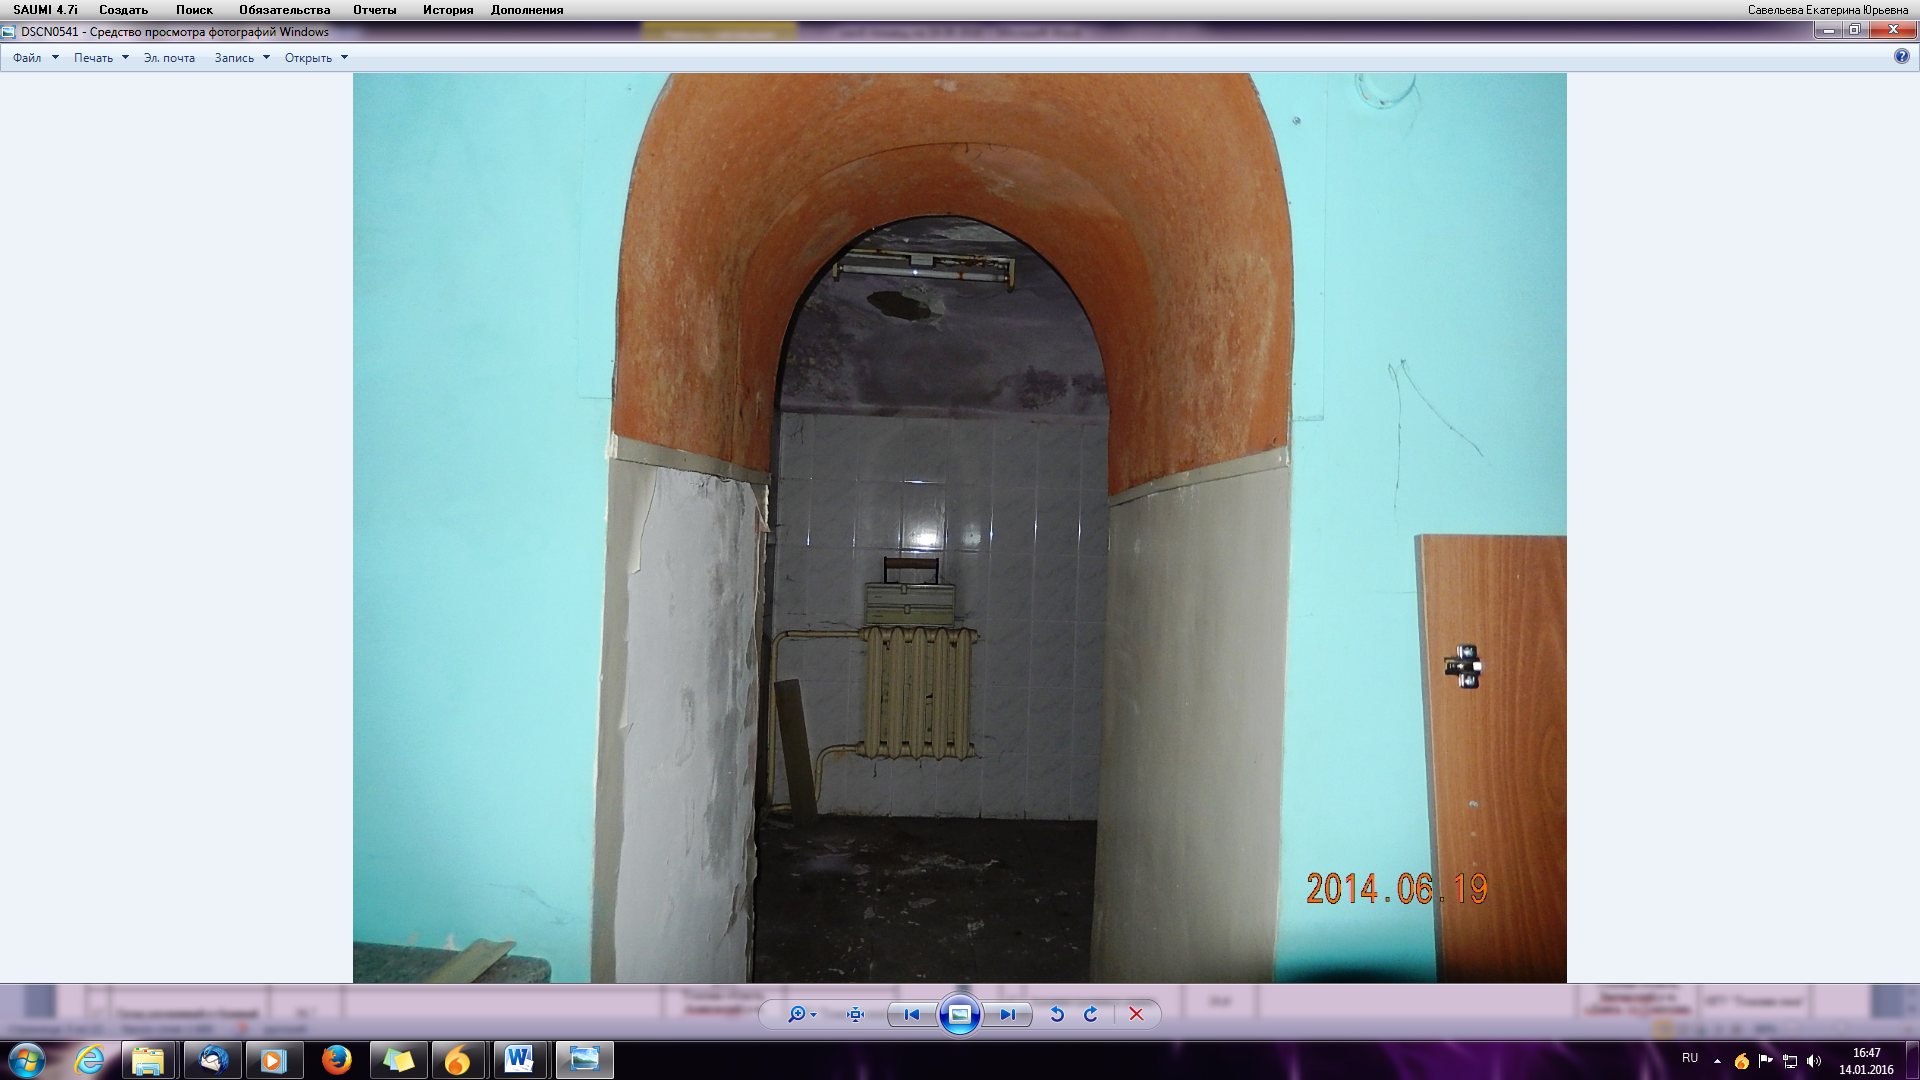 SAUMI 4.7i Создать Поиск Обязательства Отчеты История Дополнения Савельева Екатерина Юрьевна
DSCN0541 - Средство просмотра фотографий Windows
Файл Печать Эл. почта Запись Открыть
2014.06.19
RU
16:47
14.01.2016